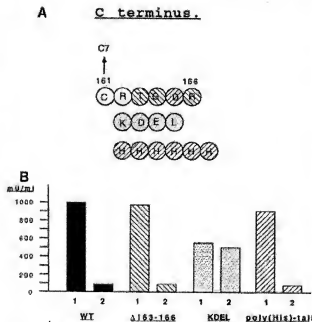 A
C terminus.
C7
161 166
C R I G D R
K D E L
H H H H H H
B
mU/ml
1000
800
600
400
200
0
1 2 1 2 1 2 1 2
WT Δ163-166 KDEL poly(His)-tail